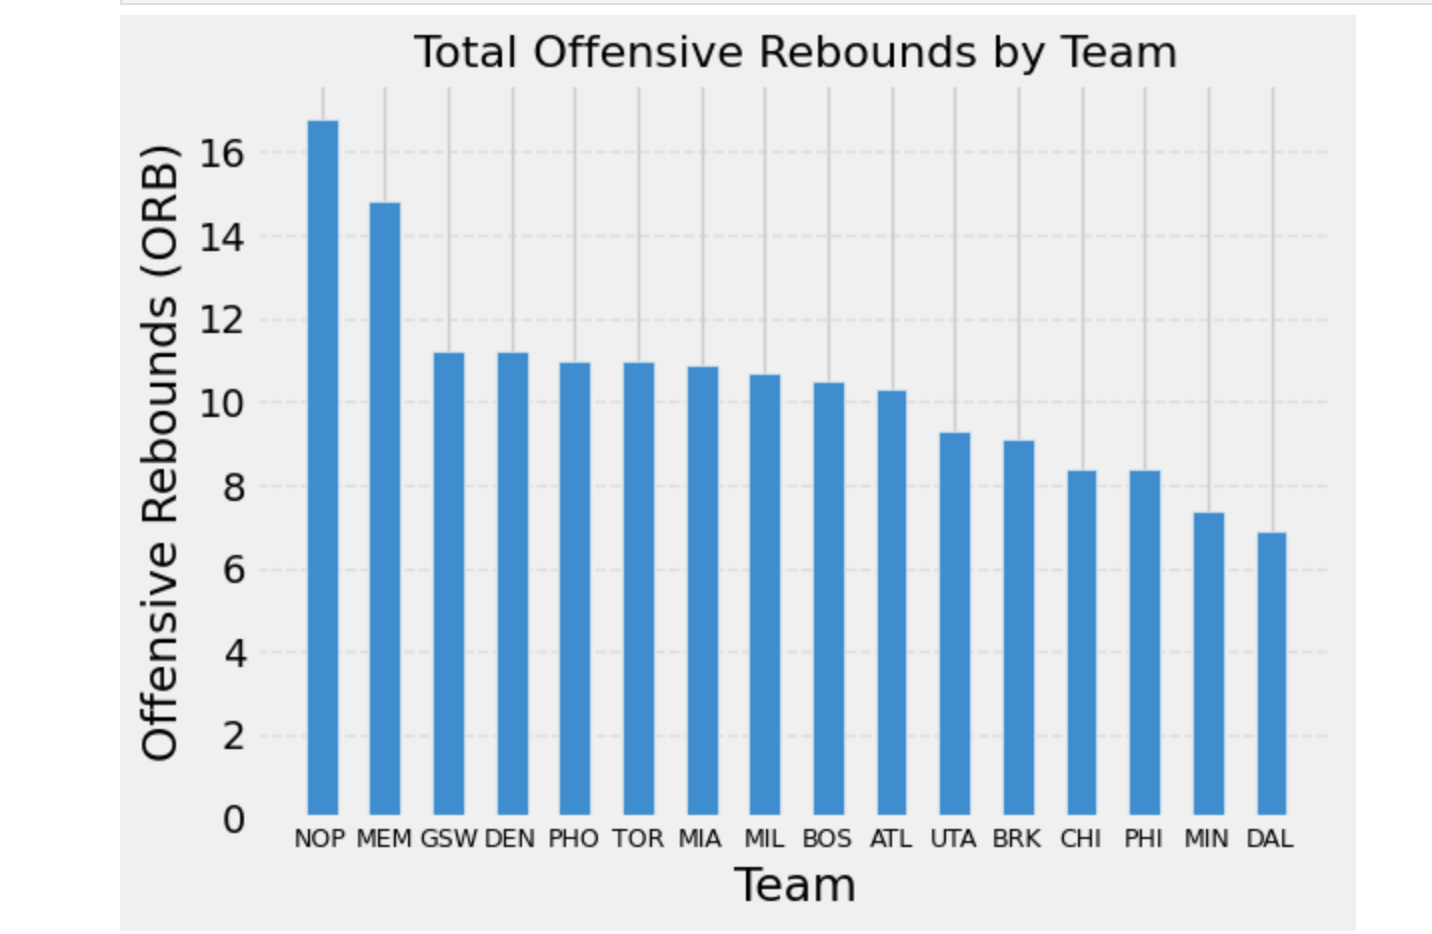 Total Offensive Rebounds by Team
Offensive Rebounds (ORB)
16
14
12
10
8
6
4
2
0
NOP MEM GSW DEN PHO TOR MIA MIL BOS ATL UTA BRK CHI PHI MIN DAL
Team